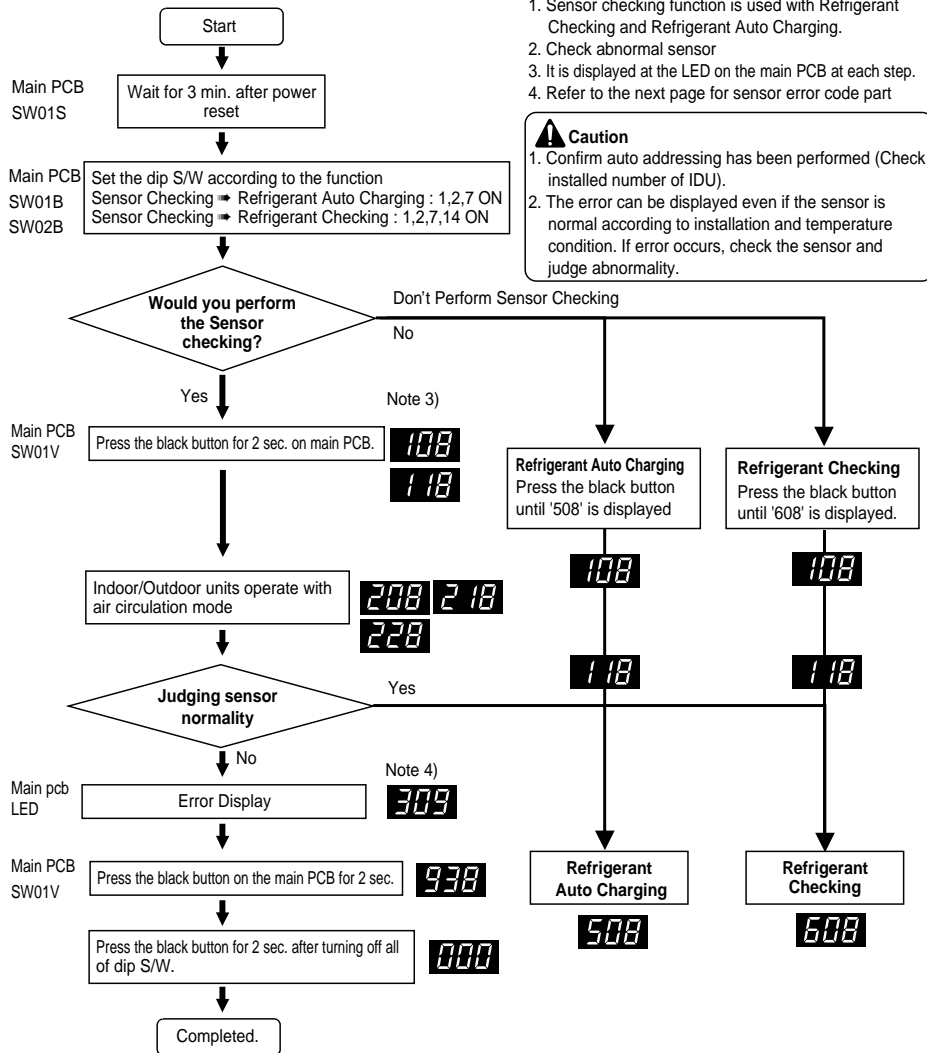 Start
Main PCB
SW01S
Wait for 3 min. after power
reset
Main PCB
SW01B
SW02B
Set the dip S/W according to the function
Sensor Checking ➠ Refrigerant Auto Charging : 1,2,7 ON
Sensor Checking ➠ Refrigerant Checking : 1,2,7,14 ON
1. Sensor checking function is used with Refrigerant
Checking and Refrigerant Auto Charging.
2. Check abnormal sensor
3. It is displayed at the LED on the main PCB at each step.
4. Refer to the next page for sensor error code part
Caution
1. Confirm auto addressing has been performed (Check
installed number of IDU).
2. The error can be displayed even if the sensor is
normal according to installation and temperature
condition. If error occurs, check the sensor and
judge abnormality.
Would you perform
the Sensor
checking?
Don't Perform Sensor Checking
No
Yes
Note 3)
Main PCB
SW01V
Press the black button for 2 sec. on main PCB.
108
118
Refrigerant Auto Charging
Press the black button
until '508' is displayed
Refrigerant Checking
Press the black button
until '608' is displayed.
108
108
Indoor/Outdoor units operate with
air circulation mode
208 218
228
118
118
Judging sensor
normality
Yes
No
Note 4)
Main pcb
LED
Error Display
309
Main PCB
SW01V
Press the black button on the main PCB for 2 sec.
938
Refrigerant
Auto Charging
508
Refrigerant
Checking
608
Press the black button for 2 sec. after turning off all
of dip S/W.
000
Completed.